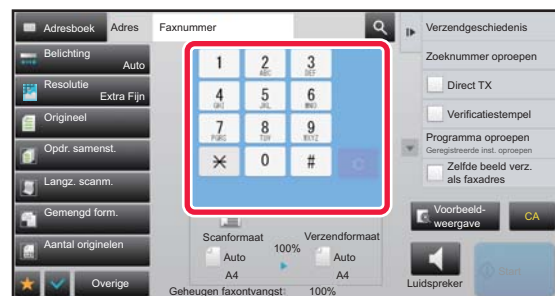 Adresboek
Adres
Faxnummer
Belichting
Auto
Resolutie
Extra Fijn
Origineel
Opdr. samenst.
Langz. scanm.
Gemengd form.
Aantal originelen
Overige
1
2
ABC
3
DEF
4
GHI
5
JKL
6
MNO
7
PQRS
8
TUV
9
WXYZ
0
#
Scanformaat
100%
Verzendformaat
Auto
A4
Auto
A4
Geheugen faxontvangst:
100%
Verzendgeschiedenis
Zoeknummer oproepen
Direct TX
Verificatiestempel
Programma oproepen
Geregistreerde inst. oproepen
Zelfde beeld verz.
als faxadres
Voorbeeld-
weergave
CA
Luidspreker
Start